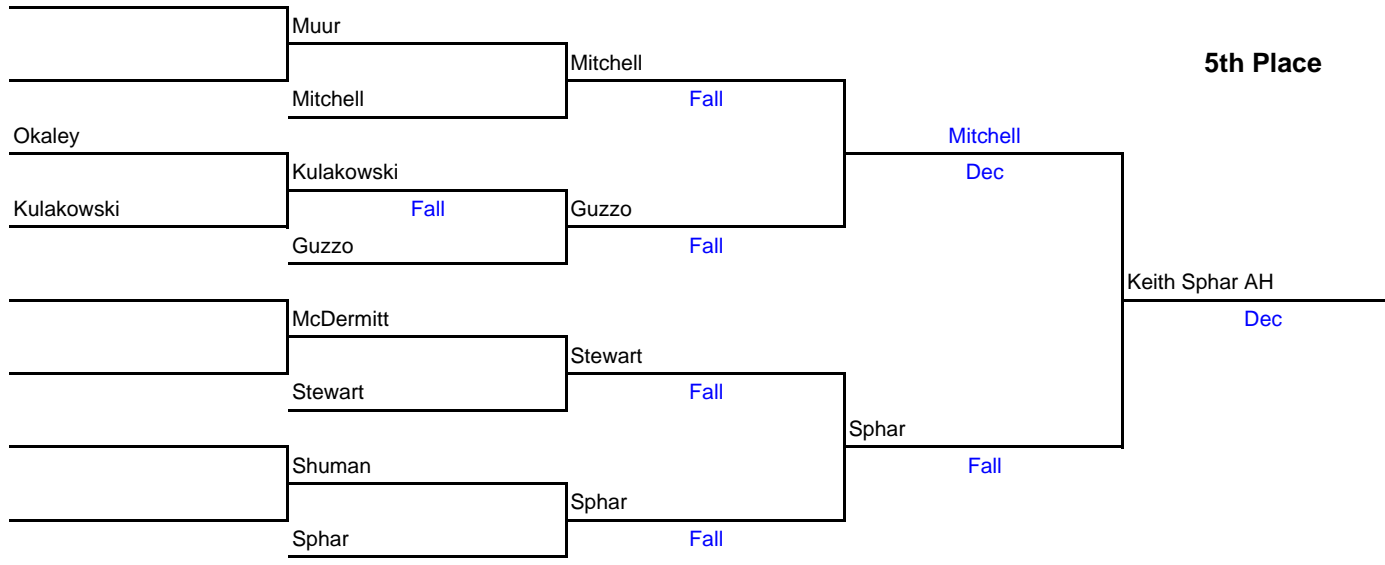 Muur
Mitchell
5th Place
Mitchell
Fall
Okaley
Mitchell
Kulakowski
Dec
Kulakowski
Fall
Guzzo
Guzzo
Fall
Keith Sphar AH
McDermitt
Dec
Stewart
Stewart
Fall
Sphar
Shuman
Fall
Sphar
Sphar
Fall